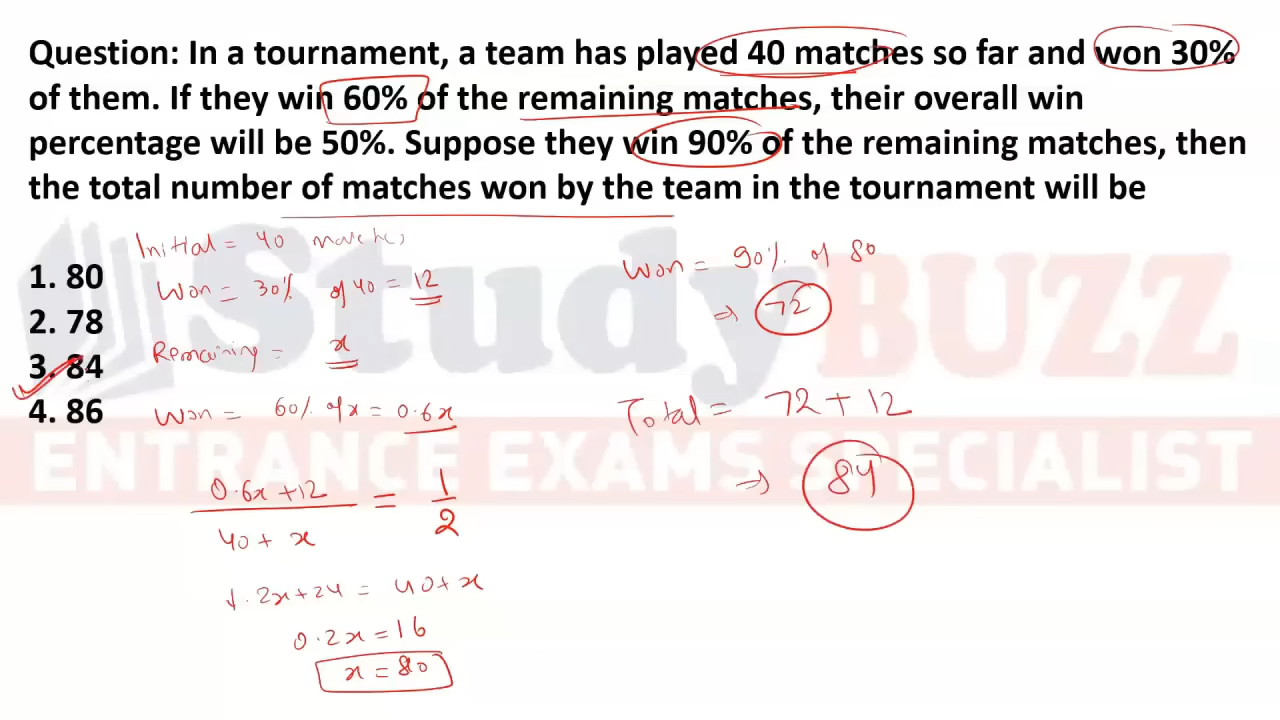 Question: In a tournament, a team has played 40 matches so far and won 30%
of them. If they win 60% of the remaining matches, their overall win
percentage will be 50%. Suppose they win 90% of the remaining matches, then
the total number of matches won by the team in the tournament will be
1. 80
2. 78
3. 84
4. 86
Initial = 40 matches
Won = 30% of 40 = 12
Remaining = x
Won = 60% of x = 0.6x
0.6x + 12
40 + x
= 1
2
1.2x + 24 = 40 + x
0.2x = 16
x = 80
Won = 90% of 80
⇒ 72
Total = 72 + 12
⇒ 84
StudyBUZZ
ENTRANCE EXAMS SPECIALIST